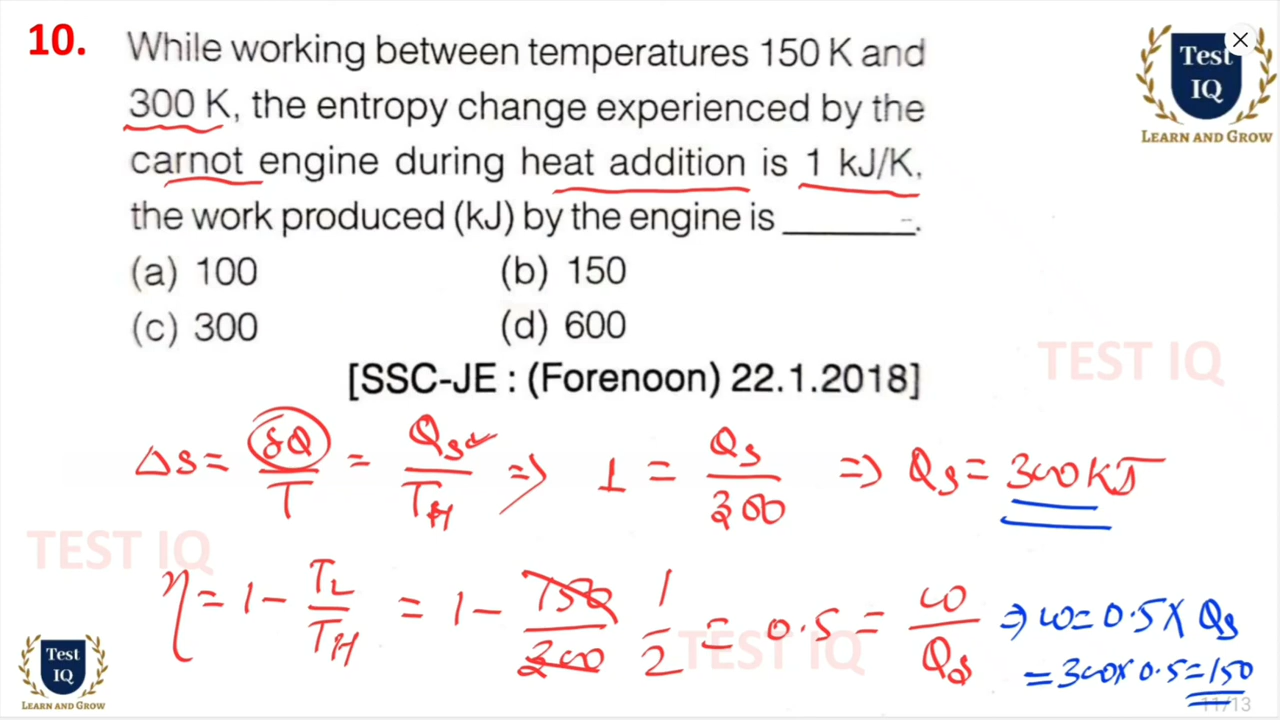 10.
While working between temperatures 150 K and
300 K, the entropy change experienced by the
carnot engine during heat addition is 1 kJ/K,
the work produced (kJ) by the engine is ________.
(a) 100 (b) 150
(c) 300 (d) 600
[SSC-JE : (Forenoon) 22.1.2018]
Test
IQ
LEARN AND GROW
TEST IQ
Δs = δQ/T = Qs/TH => 1 = Qs/300 => Qs = 300 kJ
TEST IQ
η = 1 - TL/TH = 1 - 150/300 1/2 = 0.5 = w/Qs => w = 0.5 x Qs
= 300 x 0.5 = 150
TEST IQ
Test
IQ
LEARN AND GROW
11/13